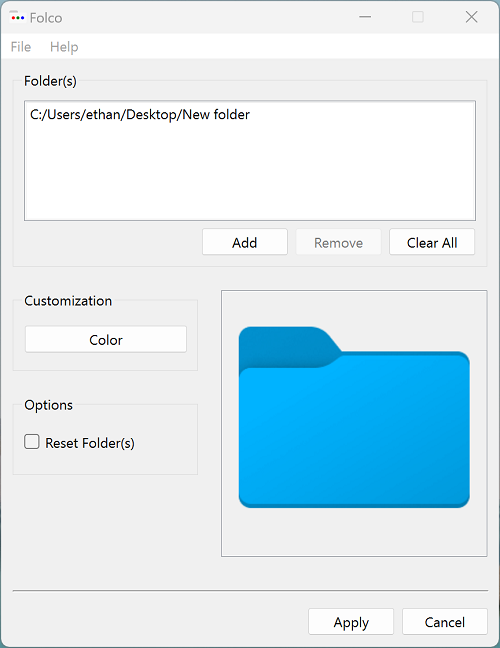 Folco
File Help
Folder(s)
C:/Users/ethan/Desktop/New folder
Add Remove Clear All
Customization
Color
Options
Reset Folder(s)
Apply Cancel